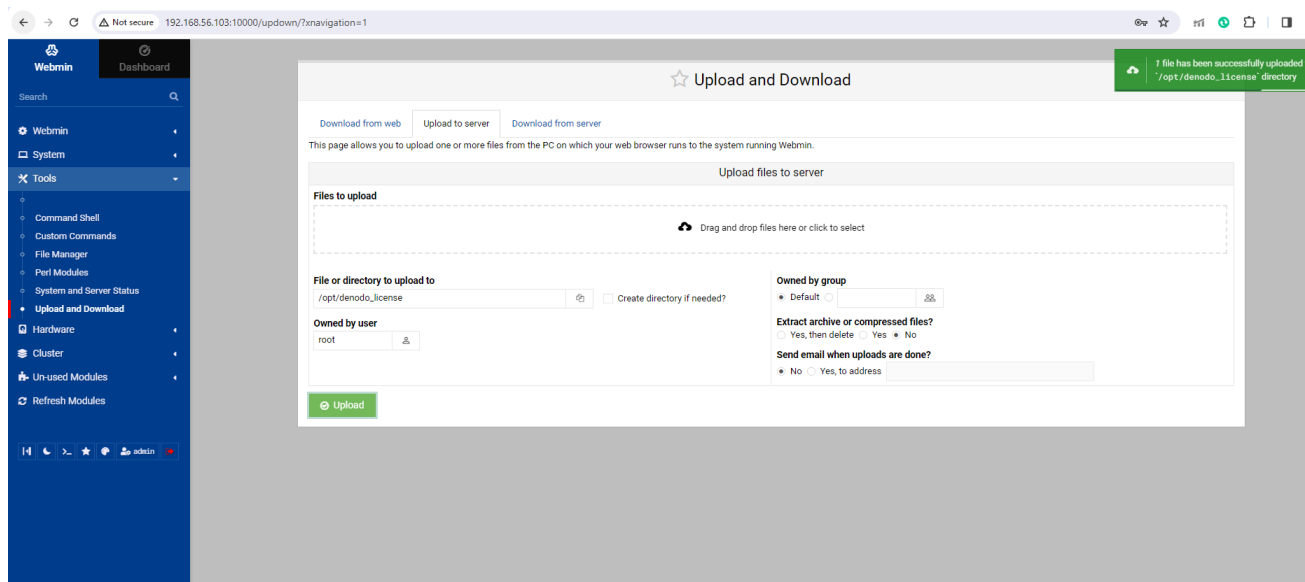 Not secure 192.168.56.103:10000/updown/?xnavigation=1
Webmin
Dashboard
Search
Webmin
System
Tools
Command Shell
Custom Commands
File Manager
Perl Modules
System and Server Status
Upload and Download
Hardware
Cluster
Un-used Modules
Refresh Modules
admin
Upload and Download
1 file has been successfully uploaded
`/opt/denodo_license` directory
Download from web Upload to server Download from server
This page allows you to upload one or more files from the PC on which your web browser runs to the system running Webmin.
Upload files to server
Files to upload
Drag and drop files here or click to select
File or directory to upload to
/opt/denodo_license
Create directory if needed?
Owned by user
root
Owned by group
Default
Extract archive or compressed files?
Yes, then delete Yes No
Send email when uploads are done?
No Yes, to address
Upload